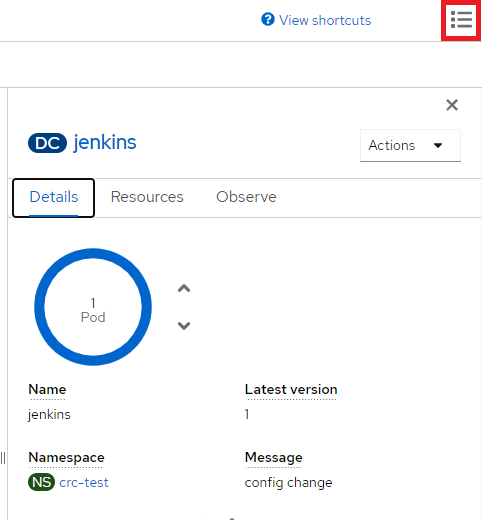 View shortcuts
DC jenkins
Actions
Details Resources Observe
1
Pod
Name Latest version
jenkins 1
Namespace Message
NS crc-test config change